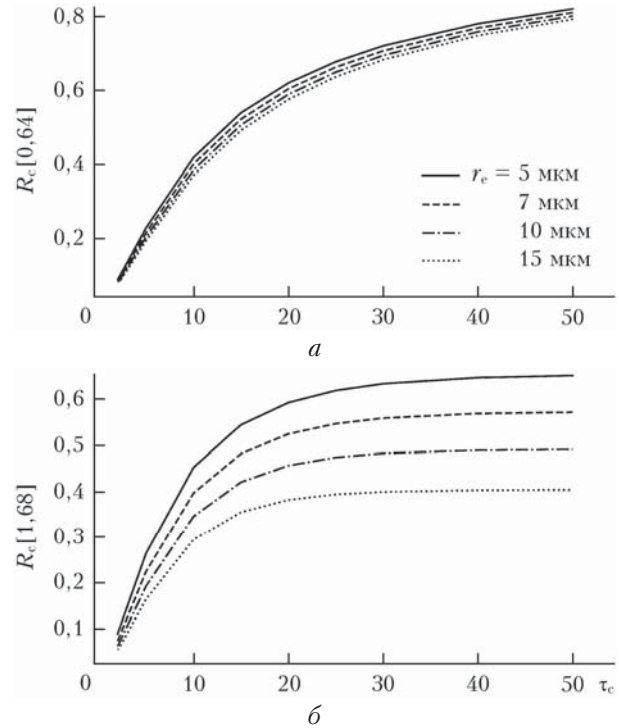 0,8
0,6
0,4
0,2
R_c [0,64]
r_e = 5 мкм
7 мкм
10 мкм
15 мкм
0 10 20 30 40 50
а
0,6
0,5
0,4
0,3
0,2
0,1
R_c [1,68]
0 10 20 30 40 50 τ_c
б